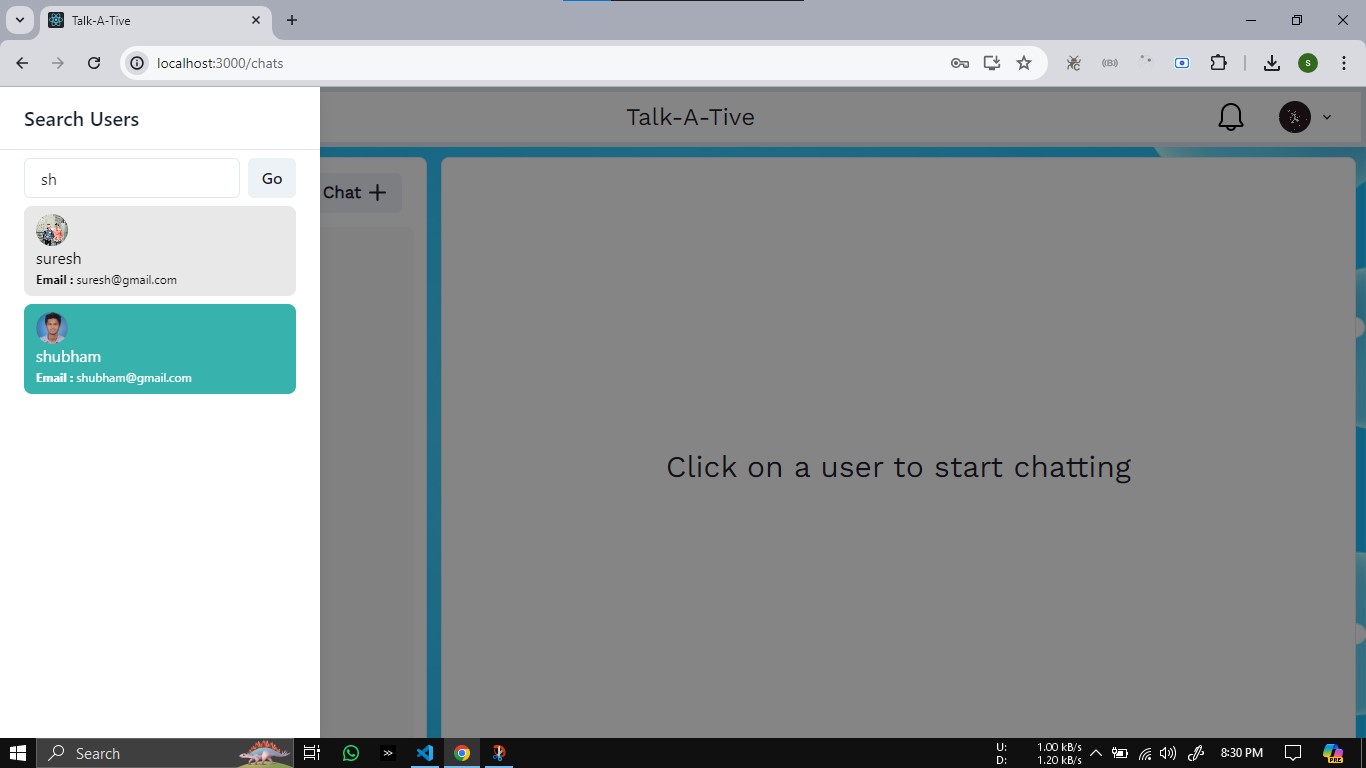 Talk-A-Tive
localhost:3000/chats
Search Users
Talk-A-Tive
sh
Go
Chat
suresh
Email : suresh@gmail.com
shubham
Email : shubham@gmail.com
Click on a user to start chatting
Search
U: 1.00 kB/s
D: 1.20 kB/s
8:30 PM